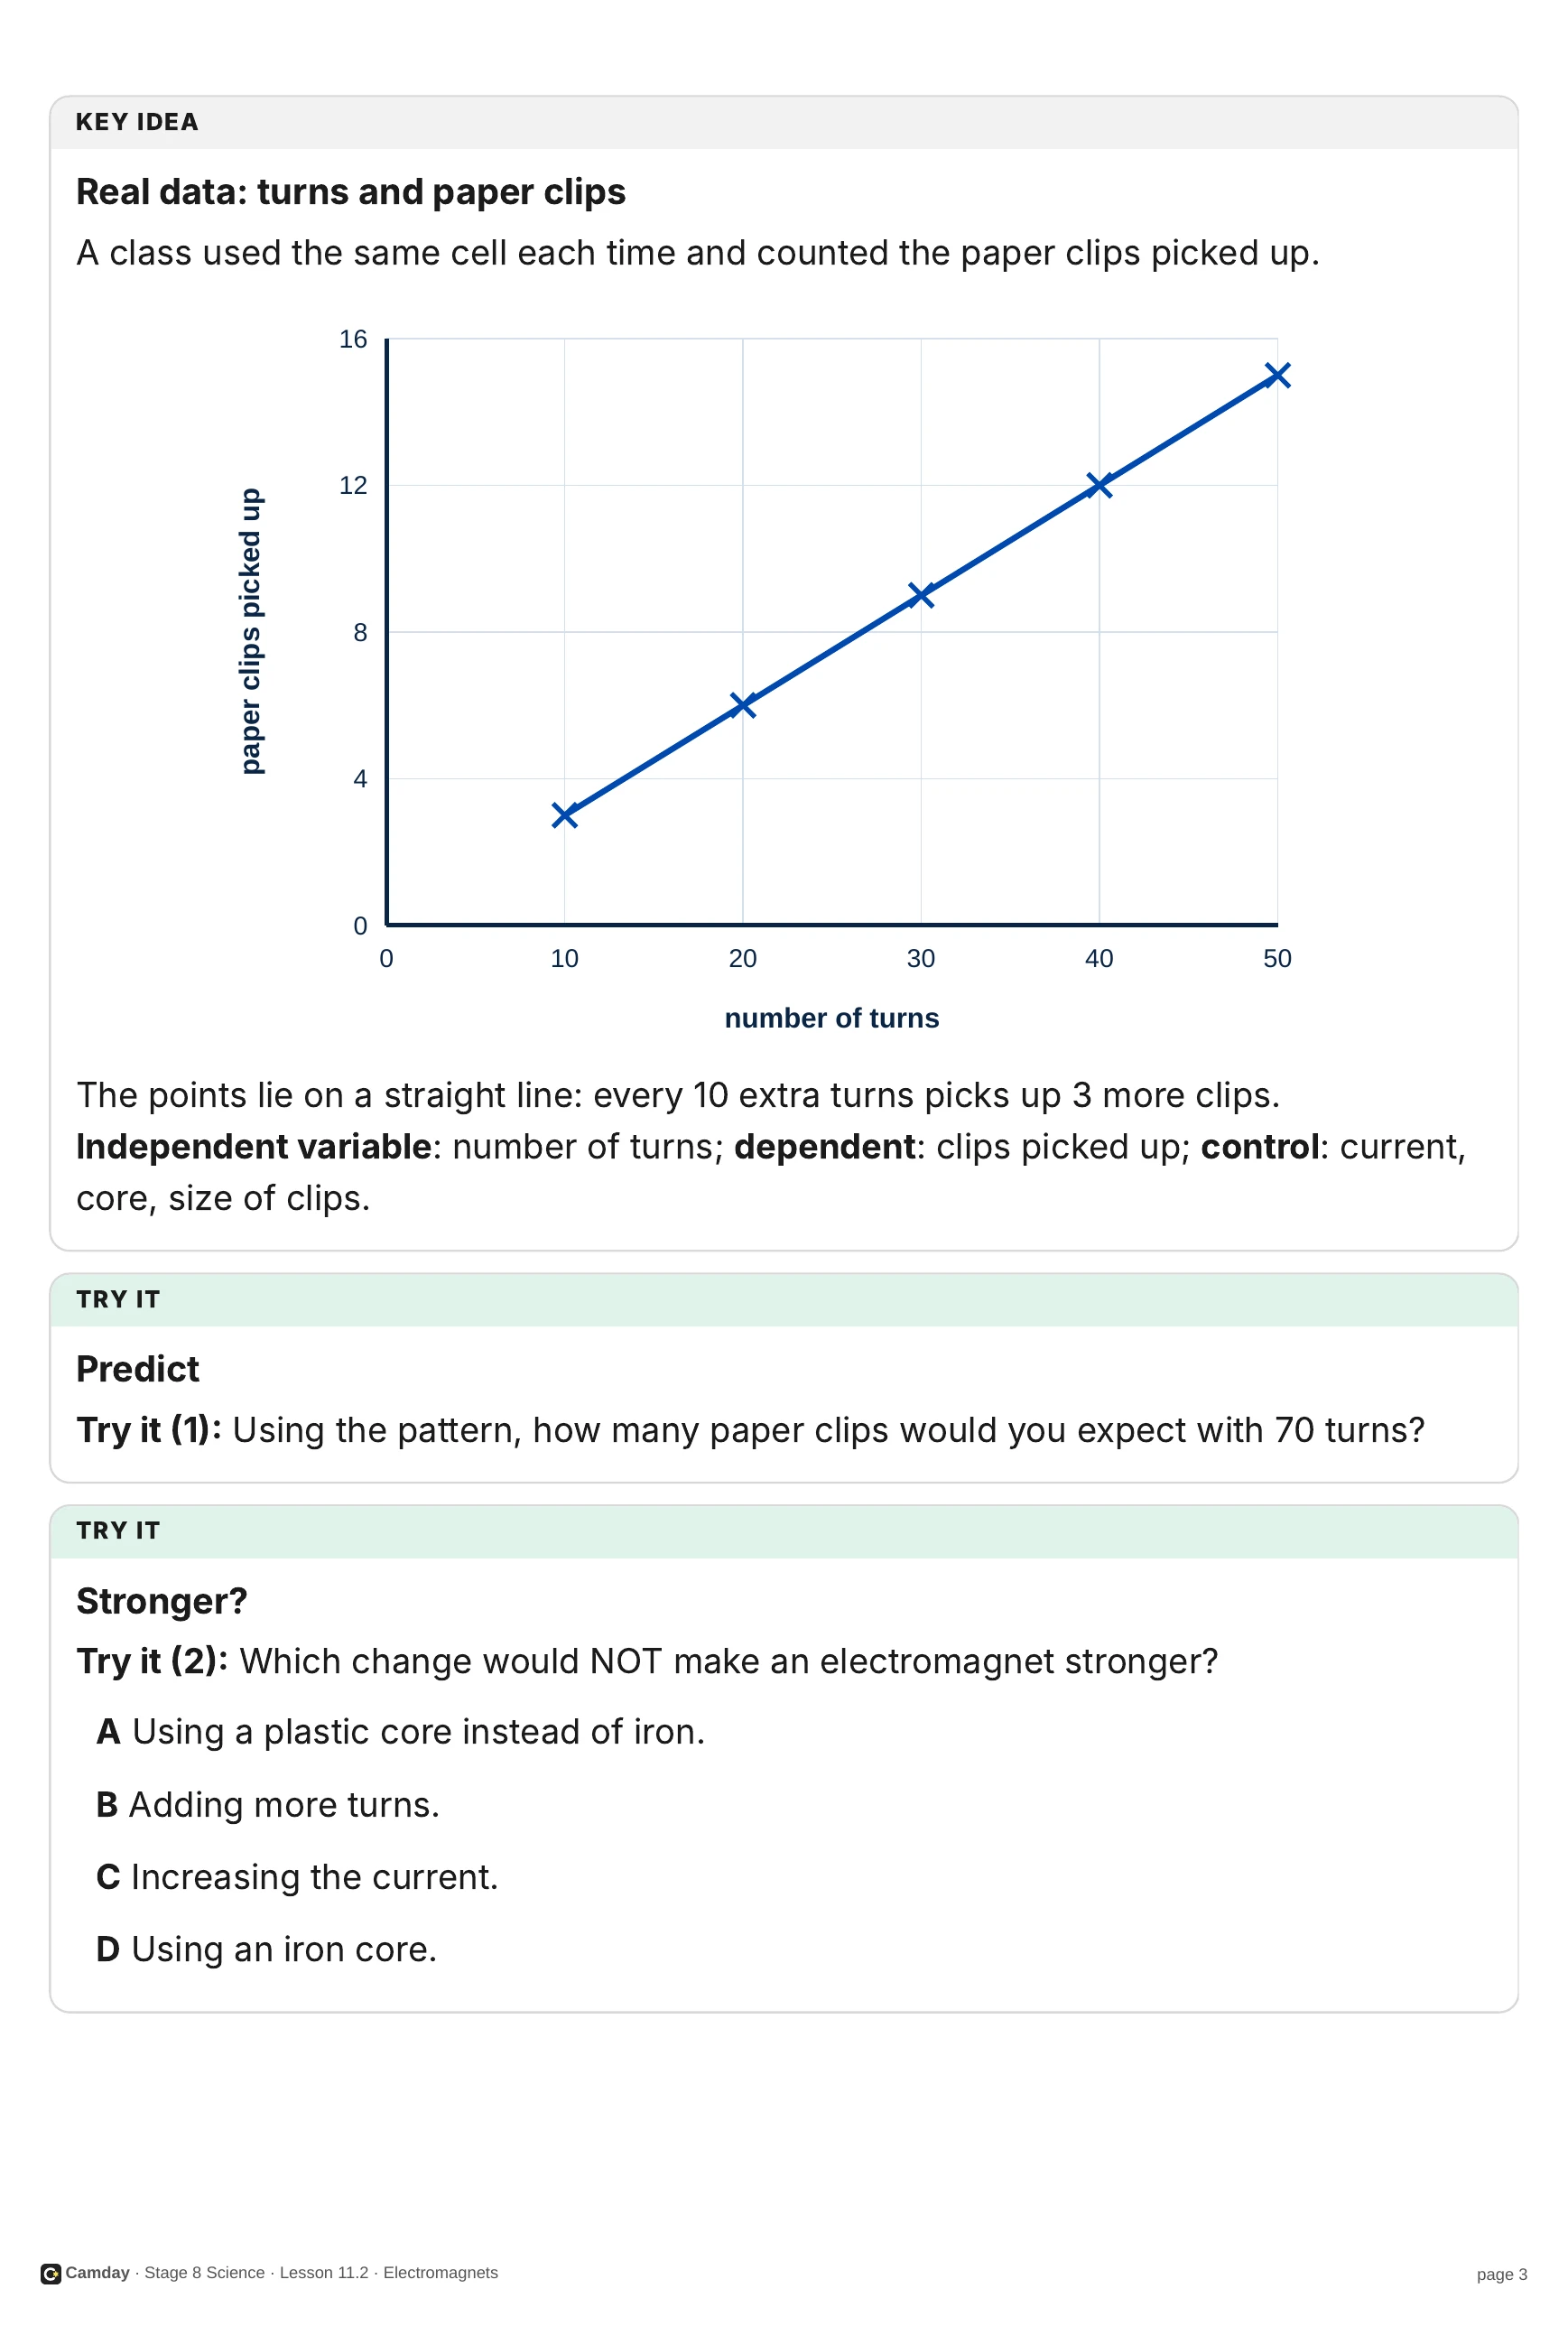 KEY IDEA
Real data: turns and paper clips
A class used the same cell each time and counted the paper clips picked up.
16
12
8
4
0
paper clips picked up
0 10 20 30 40 50
number of turns
The points lie on a straight line: every 10 extra turns picks up 3 more clips.
Independent variable: number of turns; dependent: clips picked up; control: current,
core, size of clips.
TRY IT
Predict
Try it (1): Using the pattern, how many paper clips would you expect with 70 turns?
TRY IT
Stronger?
Try it (2): Which change would NOT make an electromagnet stronger?
A Using a plastic core instead of iron.
B Adding more turns.
C Increasing the current.
D Using an iron core.
Camday · Stage 8 Science · Lesson 11.2 · Electromagnets
page 3